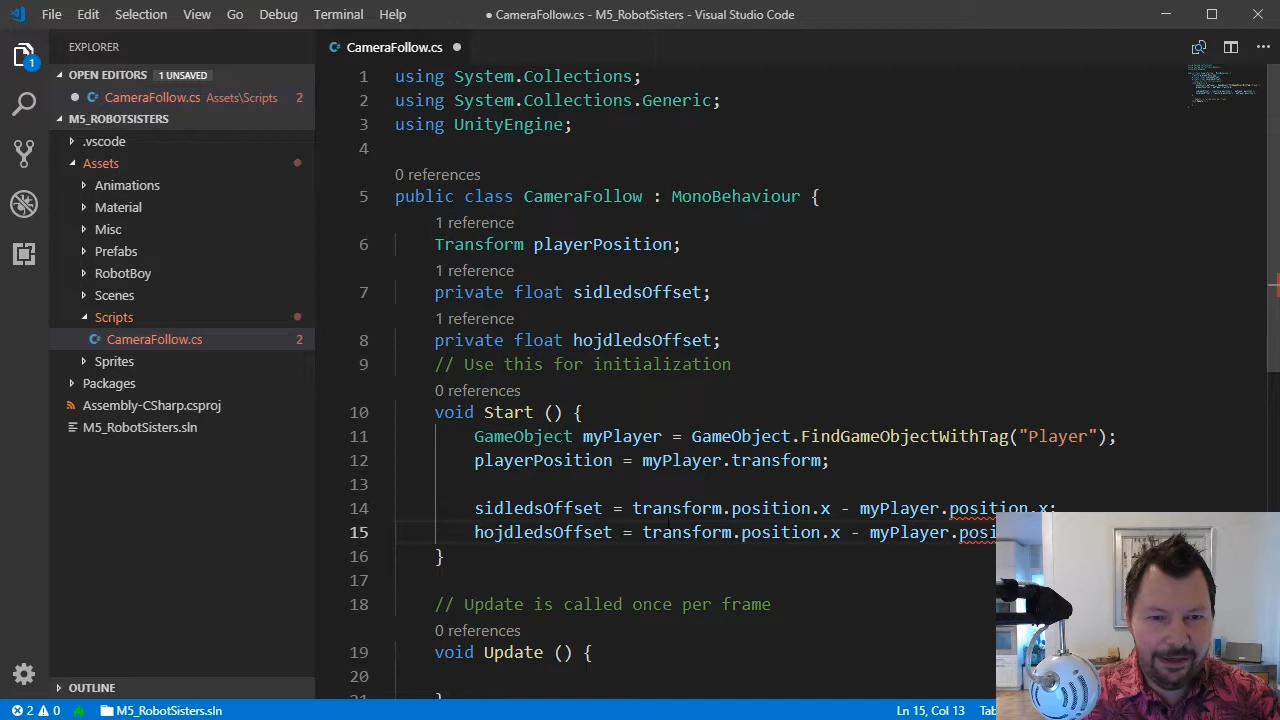 File Edit Selection View Go Debug Terminal Help
● CameraFollow.cs - M5_RobotSisters - Visual Studio Code
EXPLORER
OPEN EDITORS 1 UNSAVED
CameraFollow.cs Assets\Scripts 2
M5_ROBOTSISTERS
.vscode
Assets
Animations
Material
Misc
Prefabs
RobotBoy
Scenes
Scripts
CameraFollow.cs 2
Sprites
Packages
Assembly-CSharp.csproj
M5_RobotSisters.sln
OUTLINE
1
CameraFollow.cs
1 using System.Collections;
2 using System.Collections.Generic;
3 using UnityEngine;
4
0 references
5 public class CameraFollow : MonoBehaviour {
1 reference
6 Transform playerPosition;
1 reference
7 private float sidledsOffset;
1 reference
8 private float hojdledsOffset;
9 // Use this for initialization
0 references
10 void Start () {
11 GameObject myPlayer = GameObject.FindGameObjectWithTag("Player");
12 playerPosition = myPlayer.transform;
13
14 sidledsOffset = transform.position.x - myPlayer.position.x;
15 hojdledsOffset = transform.position.x - myPlayer.posi
16 }
17
18 // Update is called once per frame
0 references
19 void Update () {
20
2 0 M5_RobotSisters.sln
Ln 15, Col 13